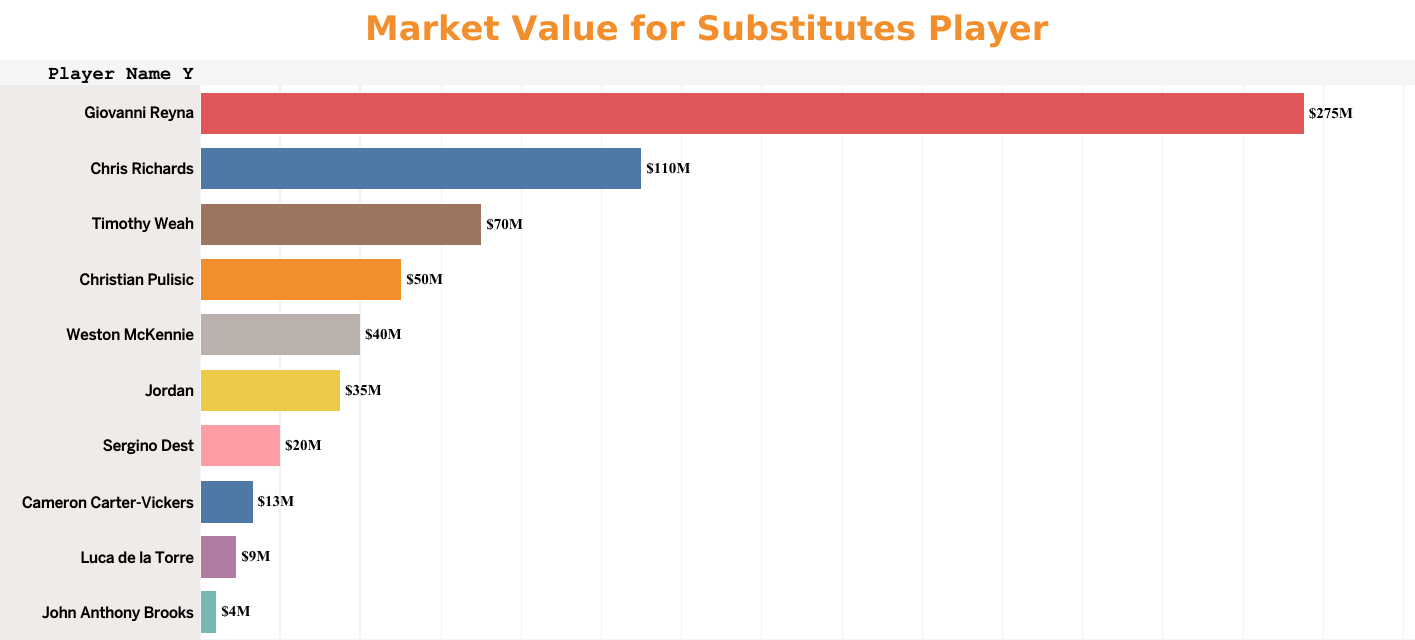 Market Value for Substitutes Player
Player Name Y
Giovanni Reyna $275M
Chris Richards $110M
Timothy Weah $70M
Christian Pulisic $50M
Weston McKennie $40M
Jordan $35M
Sergino Dest $20M
Cameron Carter-Vickers $13M
Luca de la Torre $9M
John Anthony Brooks $4M